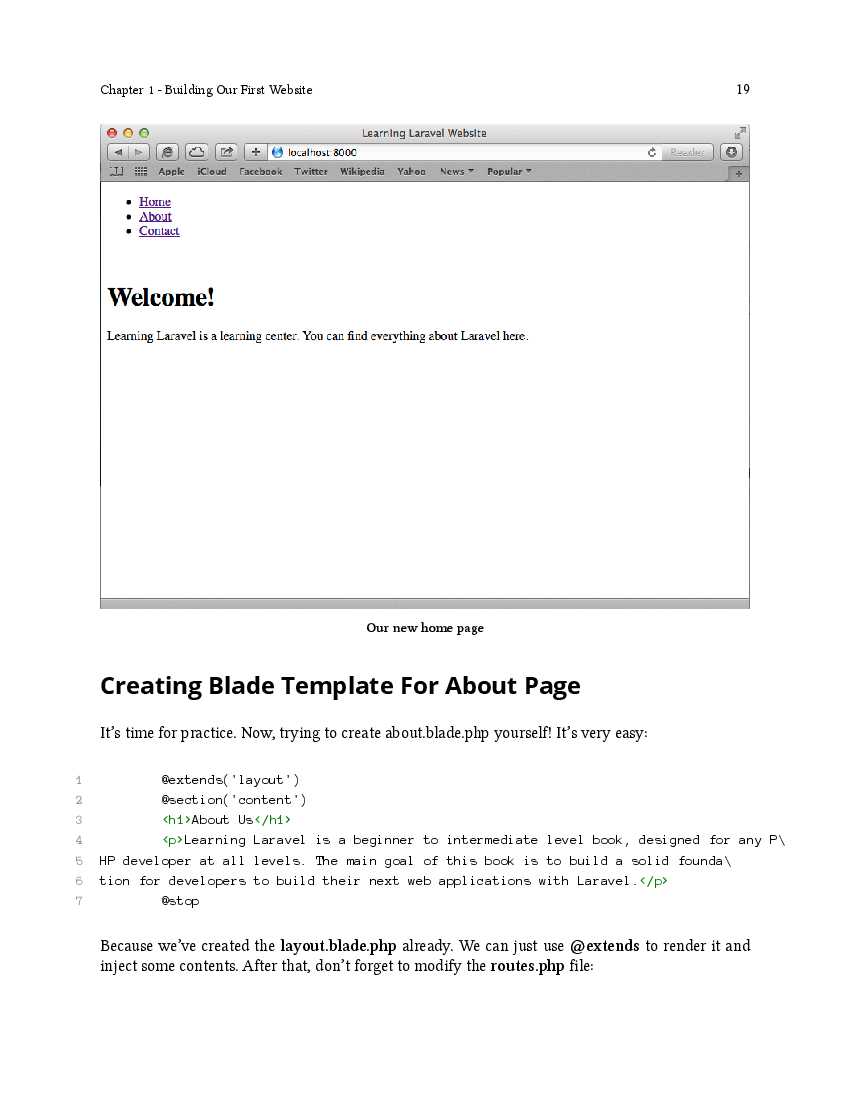 Chapter 1 - Building Our First Website 19
Learning Laravel Website
localhost:8000 Reader
Apple iCloud Facebook Twitter Wikipedia Yahoo News Popular
• Home
• About
• Contact
Welcome!
Learning Laravel is a learning center. You can find everything about Laravel here.
Our new home page
Creating Blade Template For About Page
It’s time for practice. Now, trying to create about.blade.php yourself! It’s very easy:
1 @extends('layout')
2 @section('content')
3 <h1>About Us</h1>
4 <p>Learning Laravel is a beginner to intermediate level book, designed for any P\
5 HP developer at all levels. The main goal of this book is to build a solid founda\
6 tion for developers to build their next web applications with Laravel.</p>
7 @stop
Because we’ve created the layout.blade.php already. We can just use @extends to render it and
inject some contents. After that, don’t forget to modify the routes.php file: